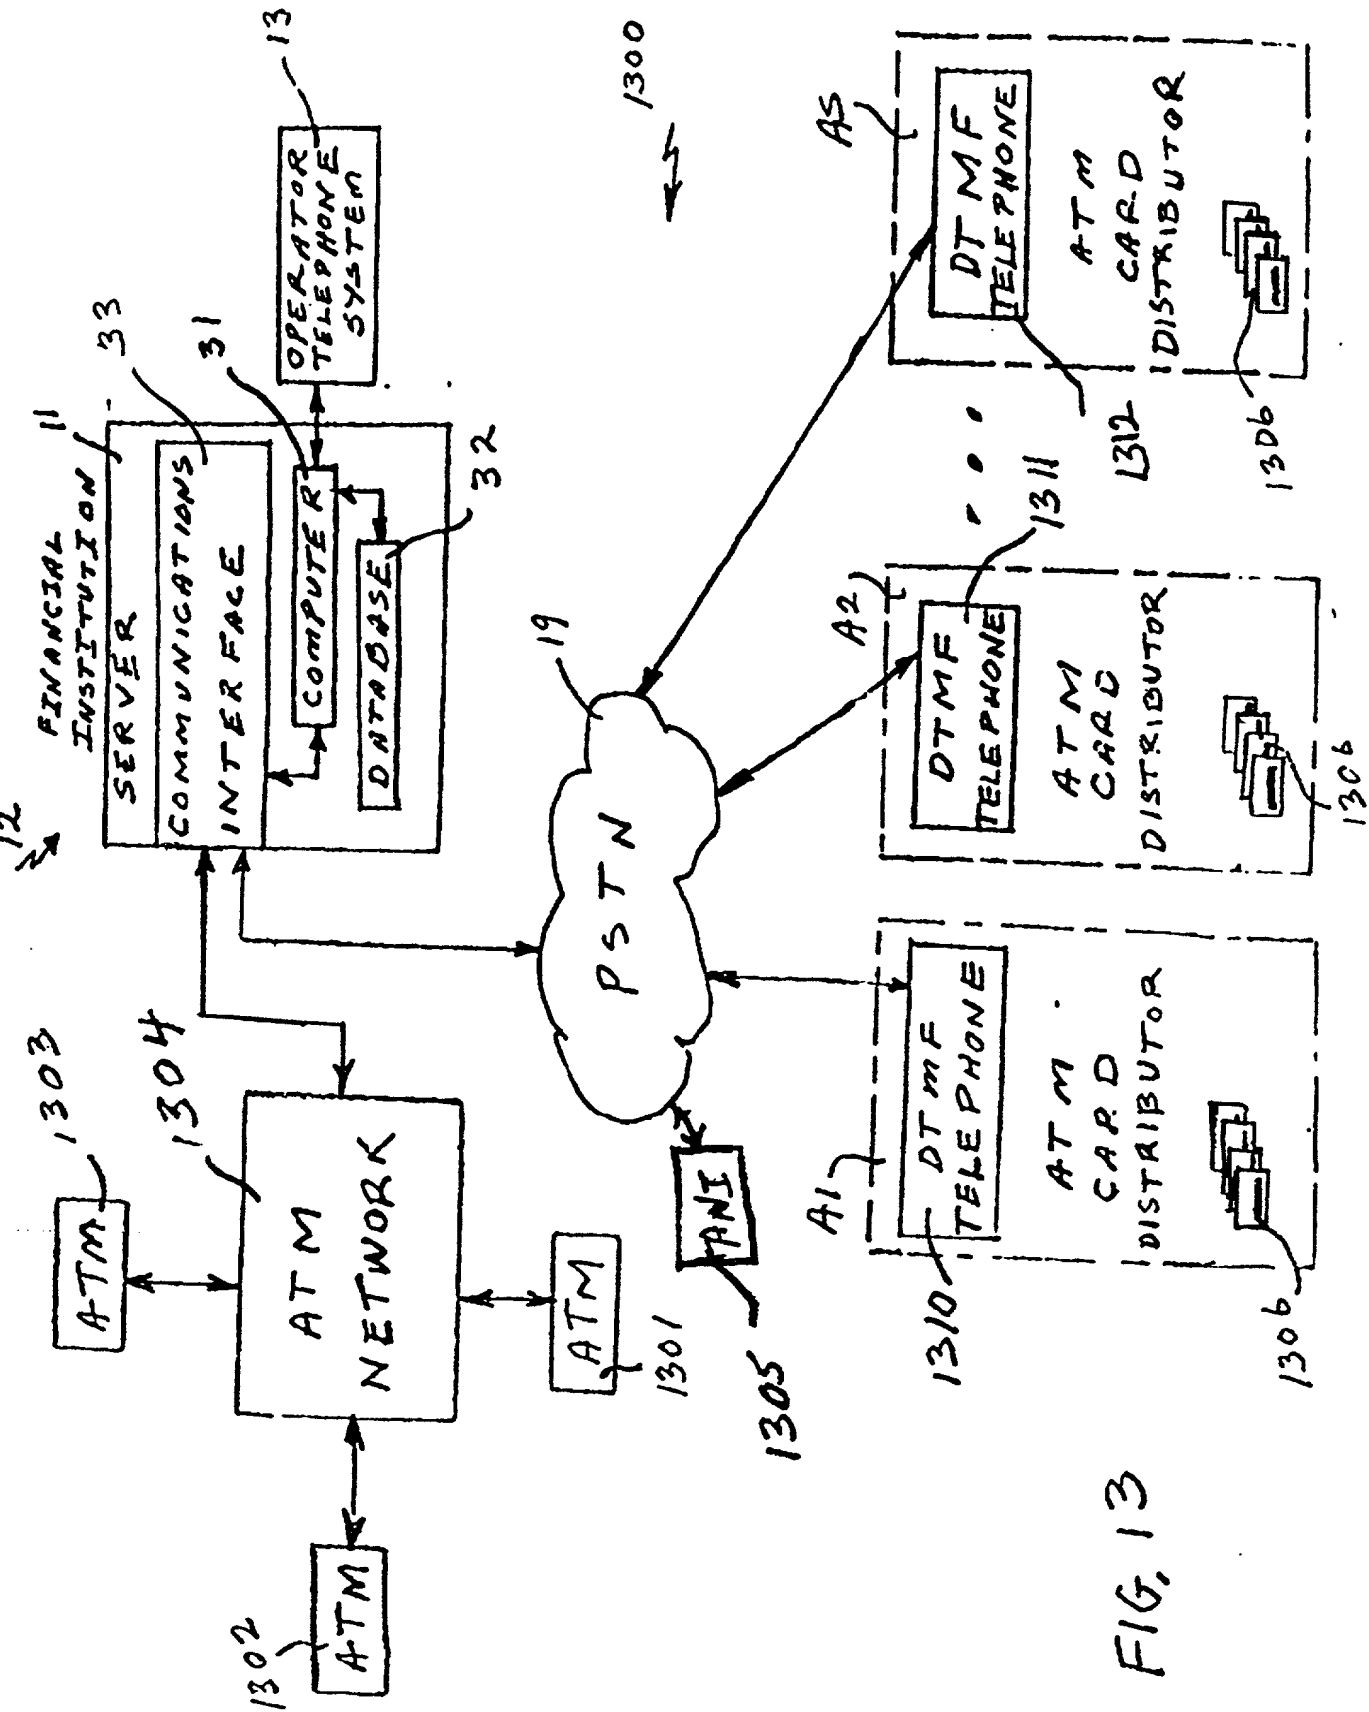 12
FINANCIAL
INSTITUTION
11
SERVER
COMMUNICATIONS
INTERFACE
33
COMPUTER
31
DATABASE
32
OPERATOR
TELEPHONE
SYSTEM
13
1303
ATM
1304
ATM
NETWORK
1302
ATM
ATM
1301
PSTN
19
ANI
1305
1300
A1
DTMF
TELEPHONE
1310
ATM
CARD
DISTRIBUTOR
1306
A2
DTMF
TELEPHONE
1311
ATM
CARD
DISTRIBUTOR
1306
AS
DTMF
TELEPHONE
1312
ATM
CARD
DISTRIBUTOR
1306
FIG. 13